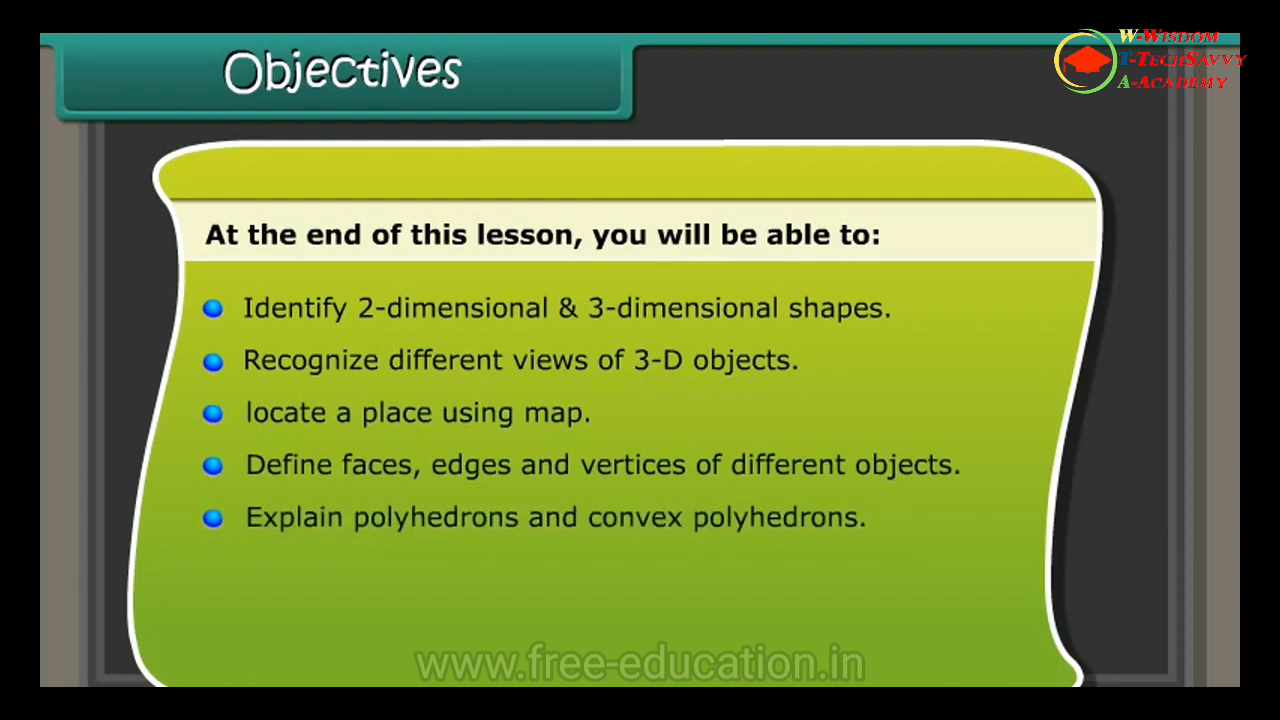 Objectives
W-Wisdom
T-TechSavvy
A-Academy
At the end of this lesson, you will be able to:
Identify 2-dimensional & 3-dimensional shapes.
Recognize different views of 3-D objects.
locate a place using map.
Define faces, edges and vertices of different objects.
Explain polyhedrons and convex polyhedrons.
www.free-education.in